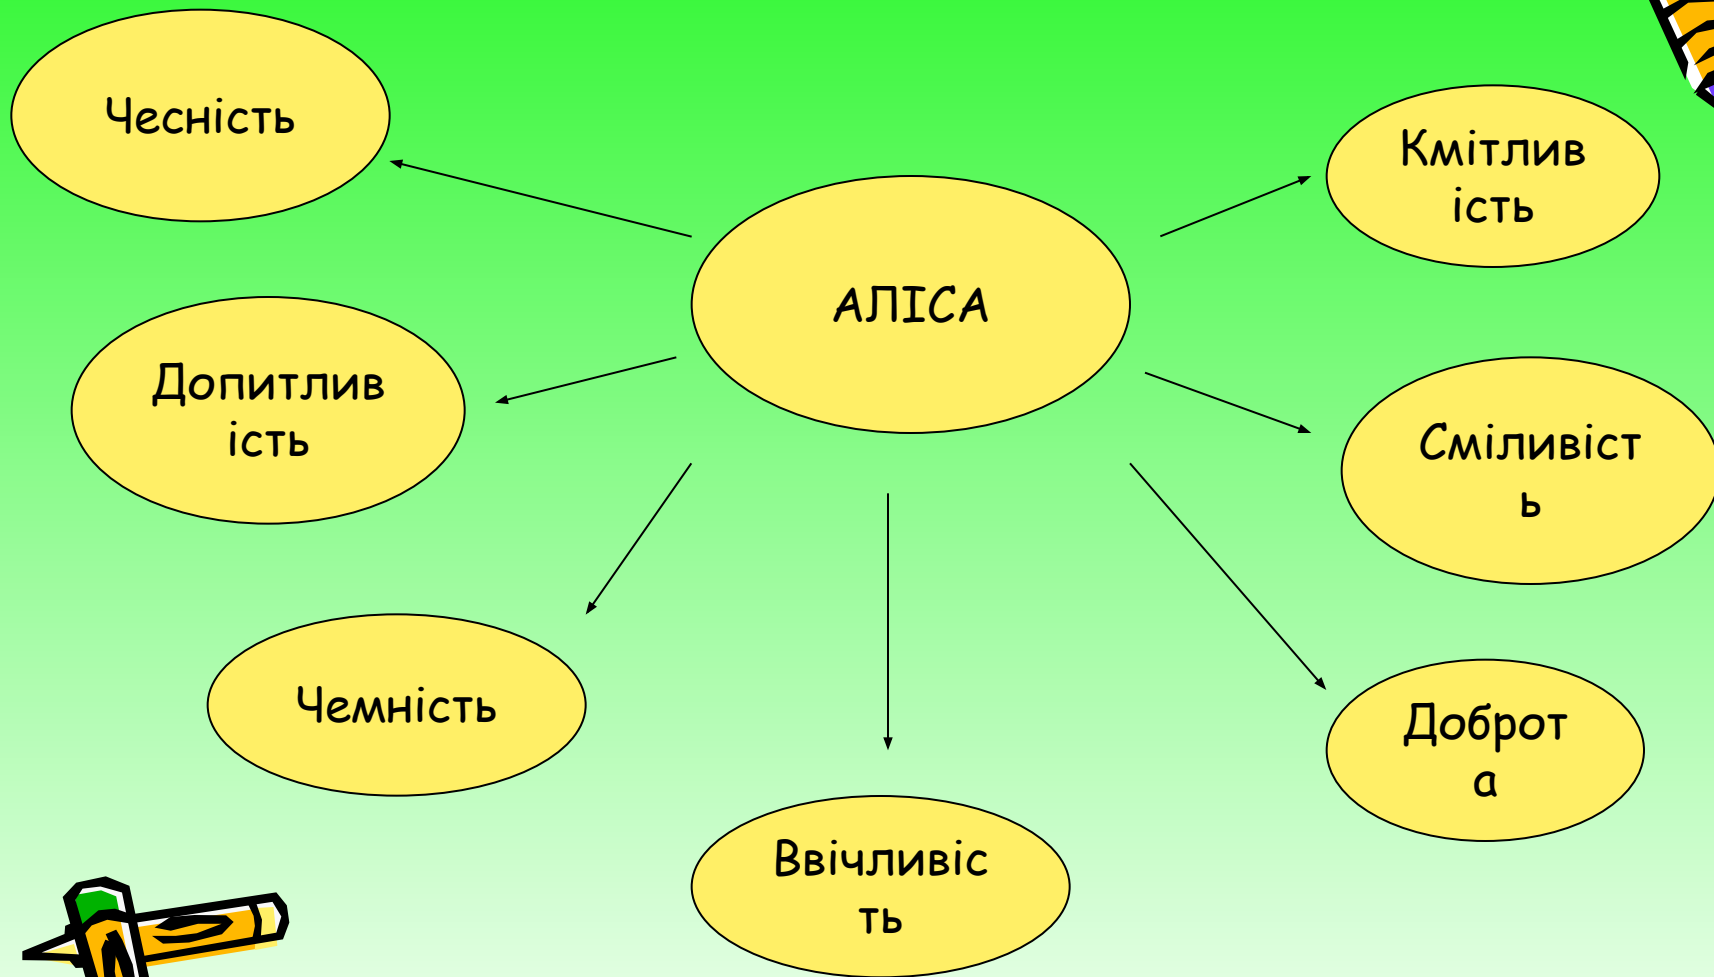 Чесність
Кмітлив
ість
АЛІСА
Допитлив
ість
Сміливіст
ь
Чемність
Доброт
а
Ввічливіс
ть